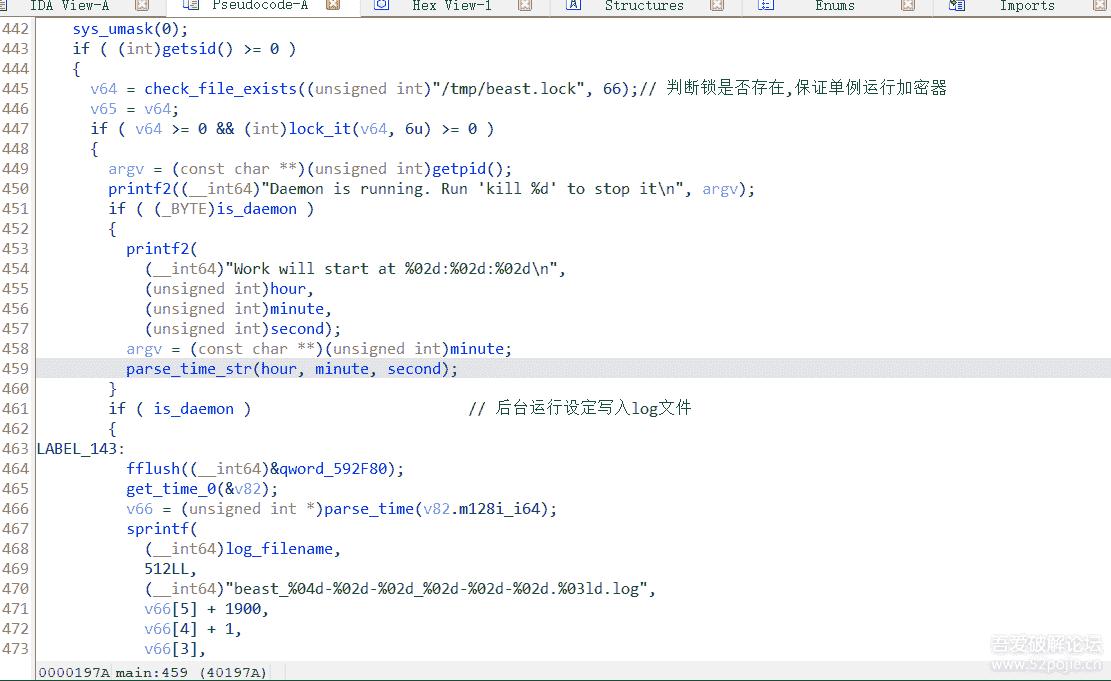 IDA View-A Pseudocode-A Hex View-1 Structures Enums Imports
442 sys_umask(0);
443 if ( (int)getsid() >= 0 )
444 {
445 v64 = check_file_exists((unsigned int)"/tmp/beast.lock", 66);// 判断锁是否存在,保证单例运行加密器
446 v65 = v64;
447 if ( v64 >= 0 && (int)lock_it(v64, 6u) >= 0 )
448 {
449 argv = (const char **)(unsigned int)getpid();
450 printf2((__int64)"Daemon is running. Run 'kill %d' to stop it\n", argv);
451 if ( (_BYTE)is_daemon )
452 {
453 printf2(
454 (__int64)"Work will start at %02d:%02d:%02d\n",
455 (unsigned int)hour,
456 (unsigned int)minute,
457 (unsigned int)second);
458 argv = (const char **)(unsigned int)minute;
459 parse_time_str(hour, minute, second);
460 }
461 if ( is_daemon ) // 后台运行设定写入log文件
462 {
463 LABEL_143:
464 fflush((__int64)&qword_592F80);
465 get_time_0(&v82);
466 v66 = (unsigned int *)parse_time(v82.m128i_i64);
467 sprintf(
468 (__int64)log_filename,
469 512LL,
470 (__int64)"beast_%04d-%02d-%02d_%02d-%02d-%02d.%03ld.log",
471 v66[5] + 1900,
472 v66[4] + 1,
473 v66[3],
吾爱破解论坛
www.52pojie.cn
0000197A main:459 (40197A)